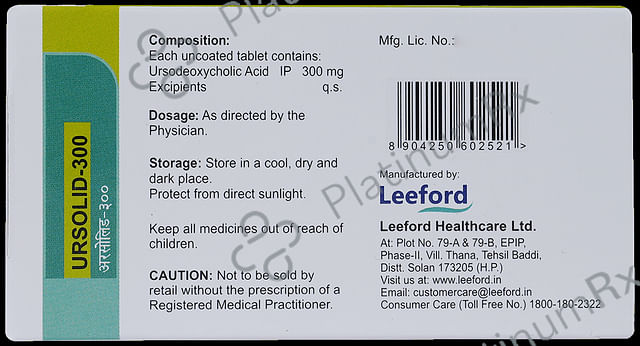 URSOLID-300
अरसोलिड-३००
Composition:
Each uncoated tablet contains:
Ursodeoxycholic Acid IP 300 mg
Excipients q.s.
Dosage: As directed by the
Physician.
Storage: Store in a cool, dry and
dark place.
Protect from direct sunlight.
Keep all medicines out of reach of
children.
CAUTION: Not to be sold by
retail without the prescription of a
Registered Medical Practitioner.
Mfg. Lic. No.:
8 904250 602521 >
Manufactured by:
Leeford
Leeford Healthcare Ltd.
At: Plot No. 79-A & 79-B, EPIP,
Phase-II, Vill. Thana, Tehsil Baddi,
Distt. Solan 173205 (H.P.)
Visit us at: www.leeford.in
Email: customercare@leeford.in
Consumer Care (Toll Free No.) 1800-180-2322
PlatinumRx
PlatinumRx